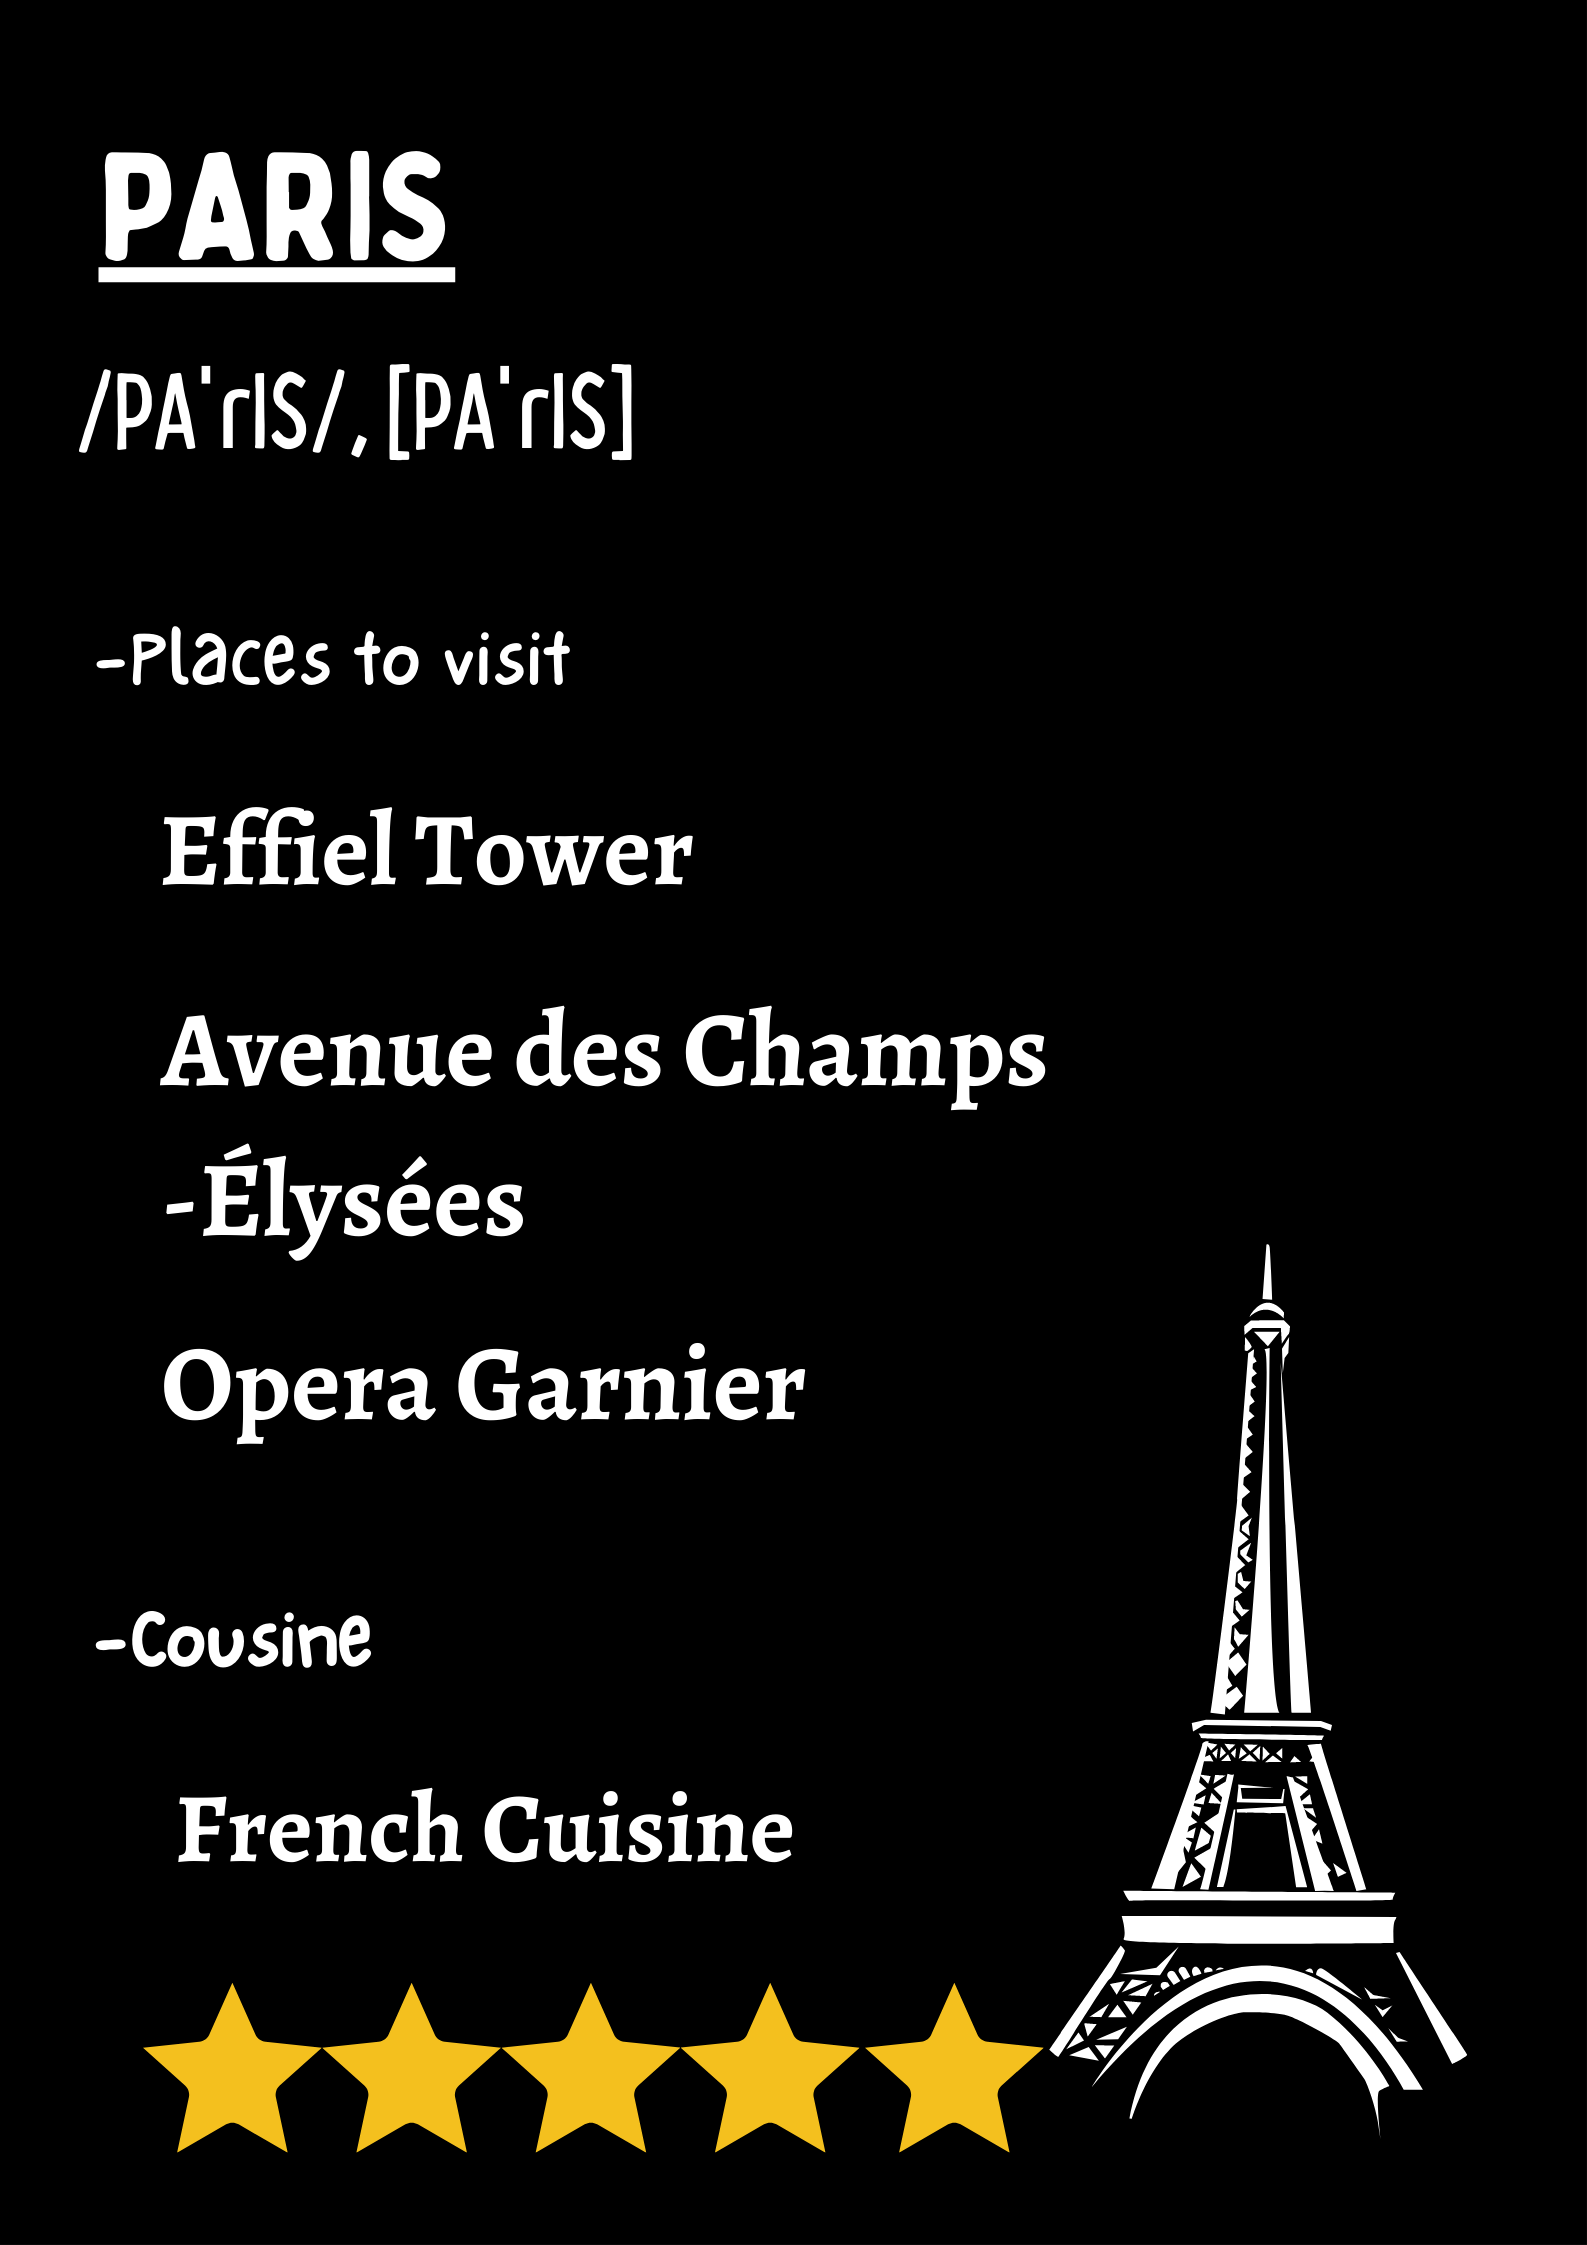 PARIS
/PA'rIS/, [PA'rIS]
-Places to visit
Effiel Tower
Avenue des Champs
-Élysées
Opera Garnier
-Cousine
French Cuisine